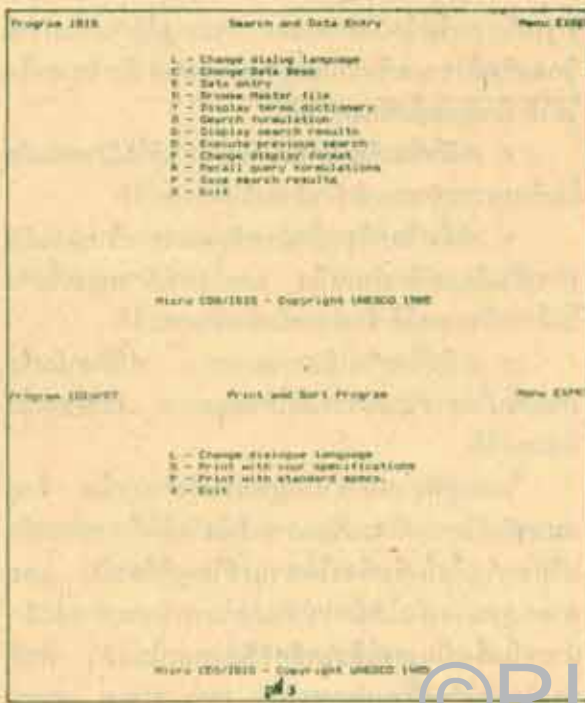 Program ISIS Search and Data Entry Menu
L - Change dialog language
C - Change Data Base
E - Data entry
B - Browse Master file
T - Display terms dictionary
S - Search formulation
D - Display search results
Execute previous search
F - Change display format
R - Recall query formulations
P - Save search results
X - Exit
Micro CDS/ISIS - Copyright UNESCO 1985
Program Print and Sort Program Menu
L - Change dialogue language
S - Print with your specifications
P - Print with standard specs.
X - Exit
Micro CDS/ISIS - Copyright UNESCO 1985
3